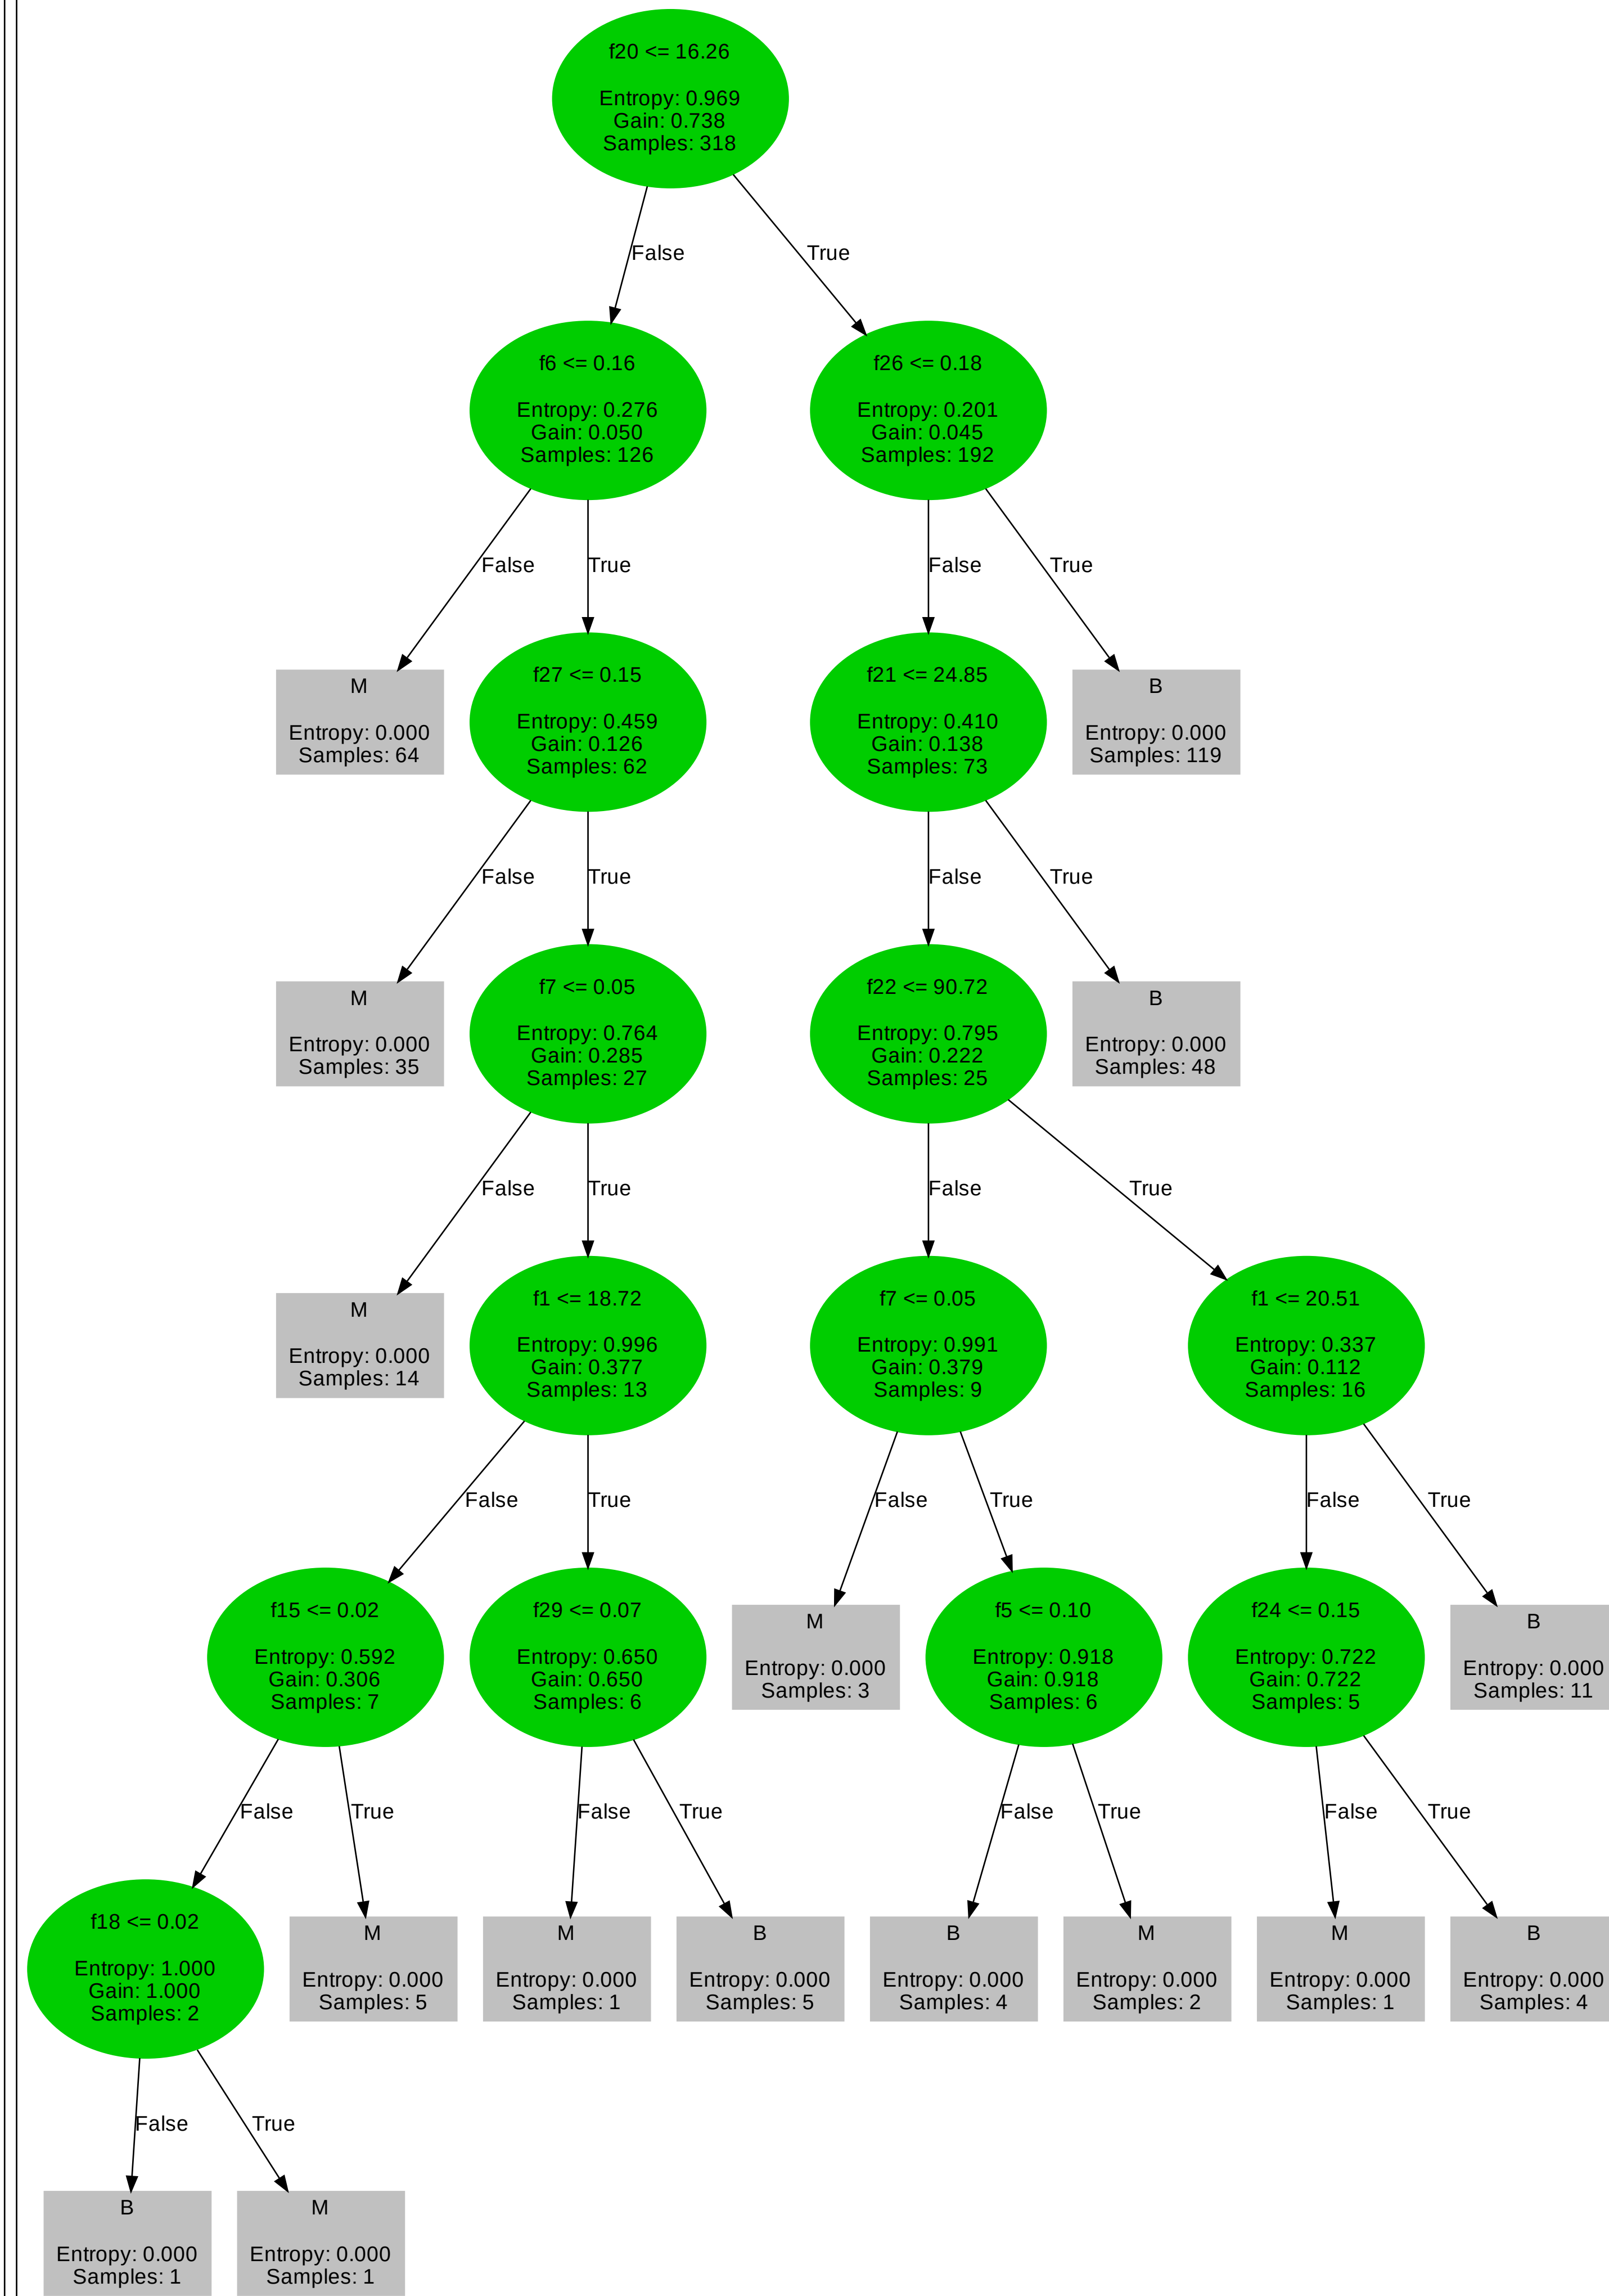 f20 <= 16.26
Entropy: 0.969
Gain: 0.738
Samples: 318
False
True
f6 <= 0.16
Entropy: 0.276
Gain: 0.050
Samples: 126
f26 <= 0.18
Entropy: 0.201
Gain: 0.045
Samples: 192
False
True
False
True
M
Entropy: 0.000
Samples: 64
f27 <= 0.15
Entropy: 0.459
Gain: 0.126
Samples: 62
f21 <= 24.85
Entropy: 0.410
Gain: 0.138
Samples: 73
B
Entropy: 0.000
Samples: 119
False
True
False
True
M
Entropy: 0.000
Samples: 35
f7 <= 0.05
Entropy: 0.764
Gain: 0.285
Samples: 27
f22 <= 90.72
Entropy: 0.795
Gain: 0.222
Samples: 25
B
Entropy: 0.000
Samples: 48
False
True
False
True
M
Entropy: 0.000
Samples: 14
f1 <= 18.72
Entropy: 0.996
Gain: 0.377
Samples: 13
f7 <= 0.05
Entropy: 0.991
Gain: 0.379
Samples: 9
f1 <= 20.51
Entropy: 0.337
Gain: 0.112
Samples: 16
False
True
False
True
False
True
f15 <= 0.02
Entropy: 0.592
Gain: 0.306
Samples: 7
f29 <= 0.07
Entropy: 0.650
Gain: 0.650
Samples: 6
M
Entropy: 0.000
Samples: 3
f5 <= 0.10
Entropy: 0.918
Gain: 0.918
Samples: 6
f24 <= 0.15
Entropy: 0.722
Gain: 0.722
Samples: 5
B
Entropy: 0.000
Samples: 11
False
True
False
True
False
True
False
True
f18 <= 0.02
Entropy: 1.000
Gain: 1.000
Samples: 2
M
Entropy: 0.000
Samples: 5
M
Entropy: 0.000
Samples: 1
B
Entropy: 0.000
Samples: 5
B
Entropy: 0.000
Samples: 4
M
Entropy: 0.000
Samples: 2
M
Entropy: 0.000
Samples: 1
B
Entropy: 0.000
Samples: 4
False
True
B
Entropy: 0.000
Samples: 1
M
Entropy: 0.000
Samples: 1